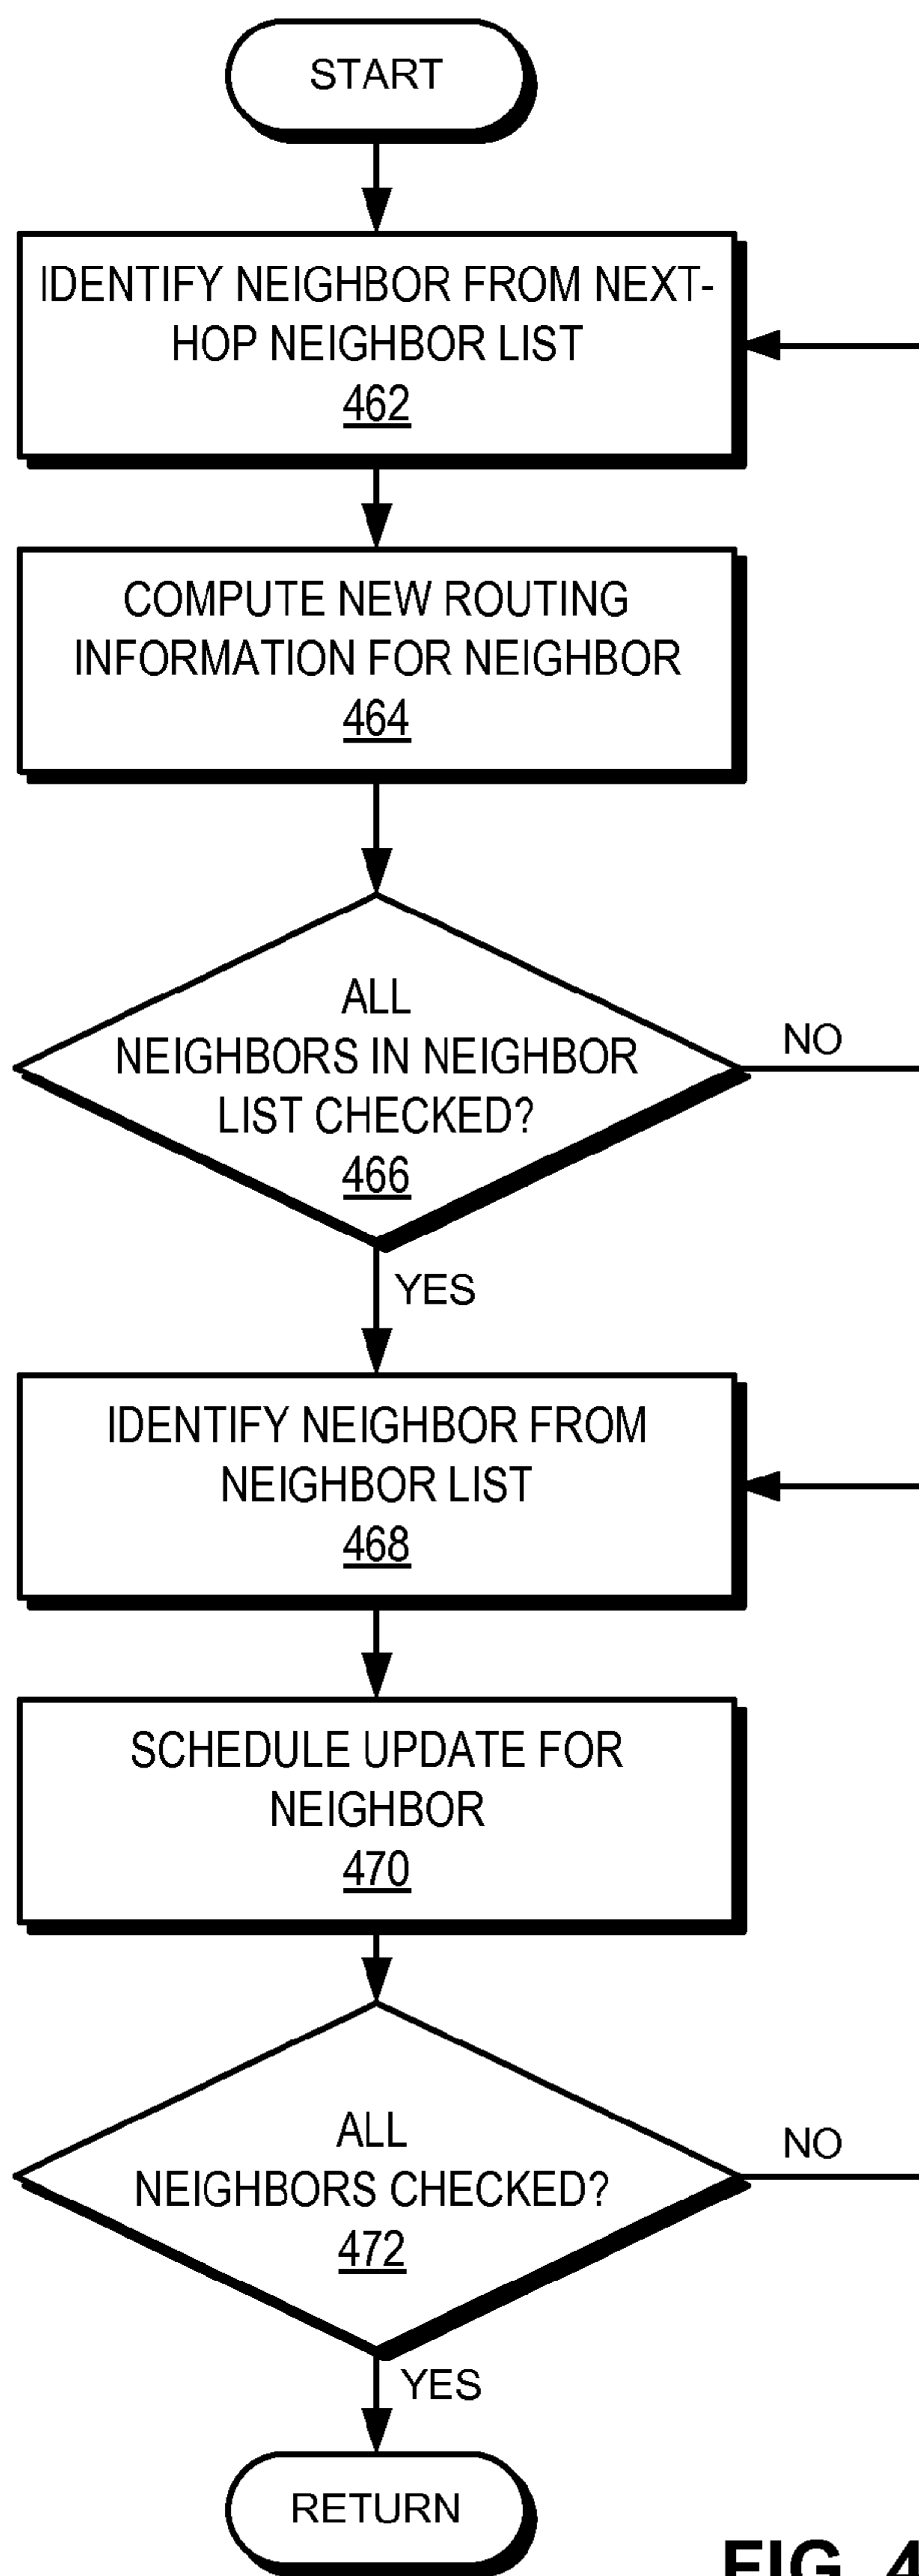 START
IDENTIFY NEIGHBOR FROM NEXT-
HOP NEIGHBOR LIST
462
COMPUTE NEW ROUTING
INFORMATION FOR NEIGHBOR
464
ALL
NEIGHBORS IN NEIGHBOR
LIST CHECKED?
466
NO
YES
IDENTIFY NEIGHBOR FROM
NEIGHBOR LIST
468
SCHEDULE UPDATE FOR
NEIGHBOR
470
ALL
NEIGHBORS CHECKED?
472
NO
YES
RETURN
FIG. 4